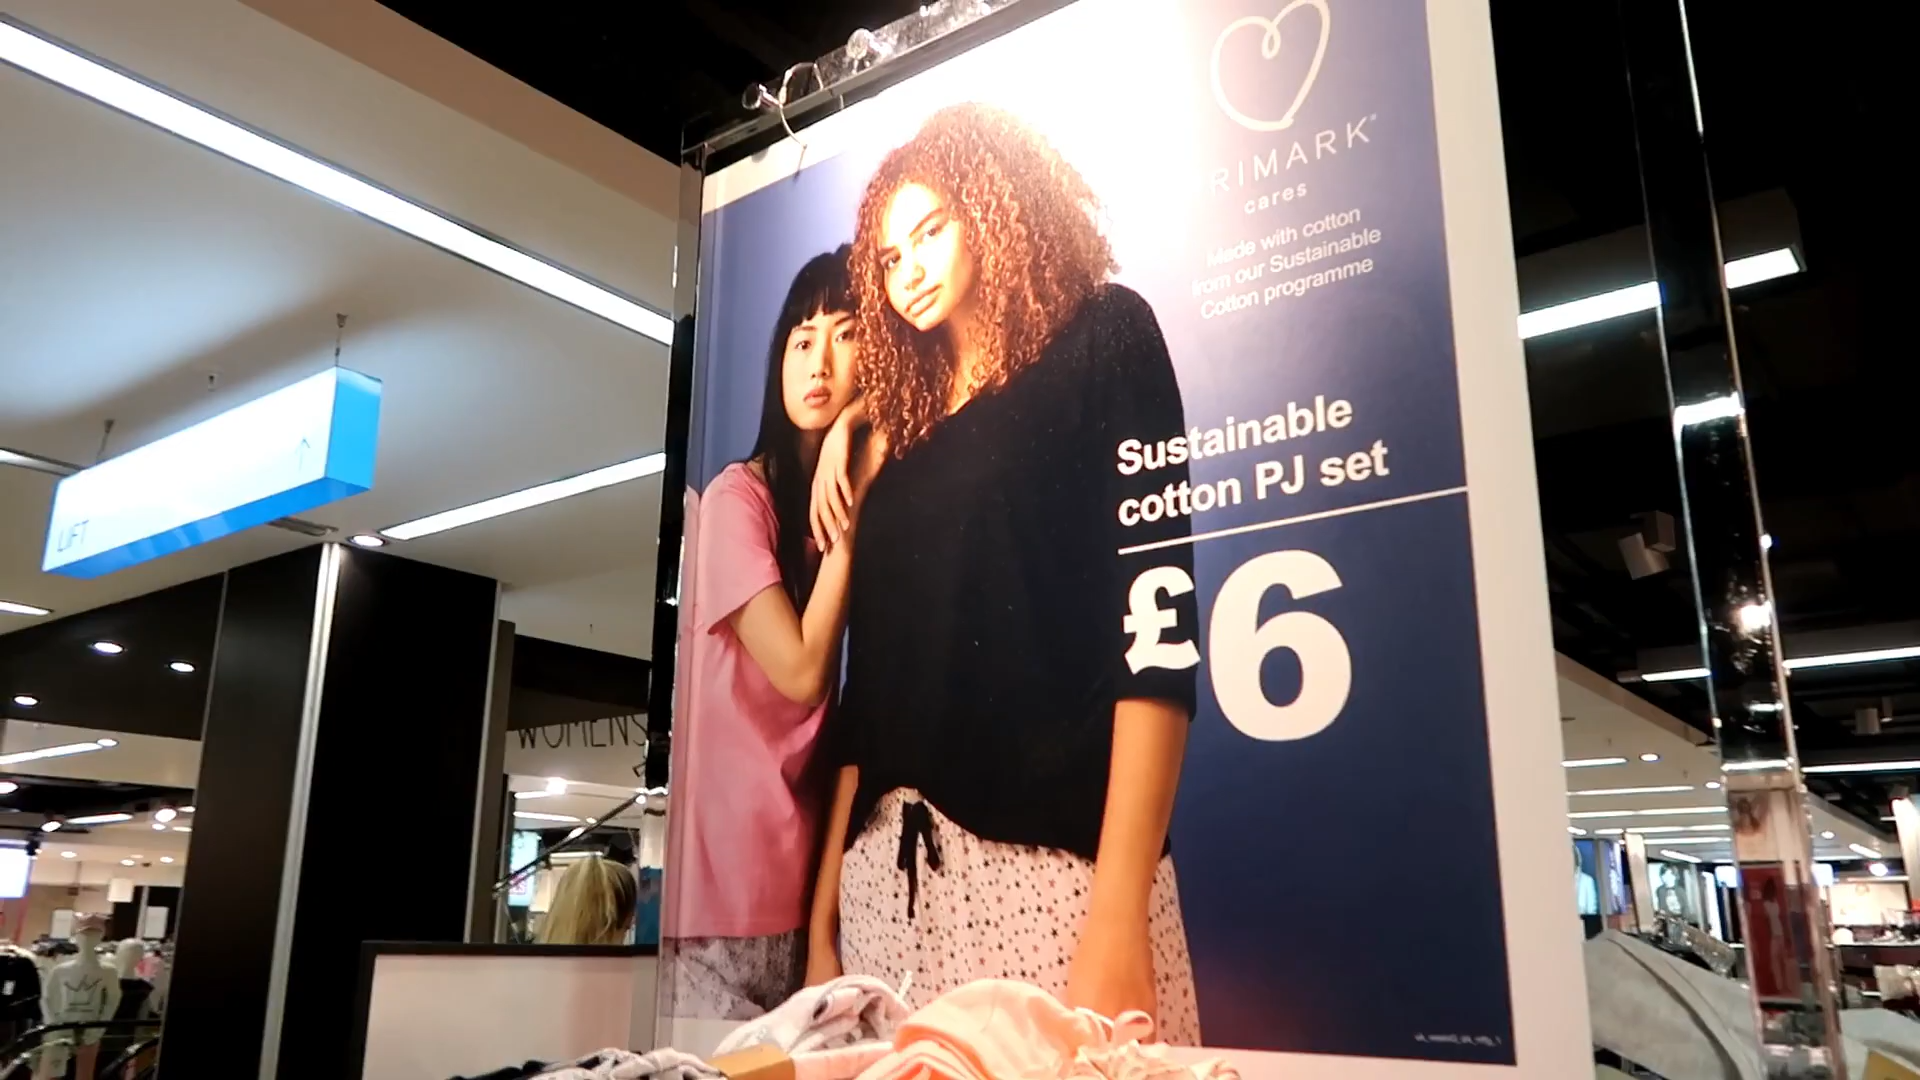 RIMARK
cares
Made with cotton
from our Sustainable
Cotton programme
Sustainable
cotton PJ set
£6
LIFT
WOMENS